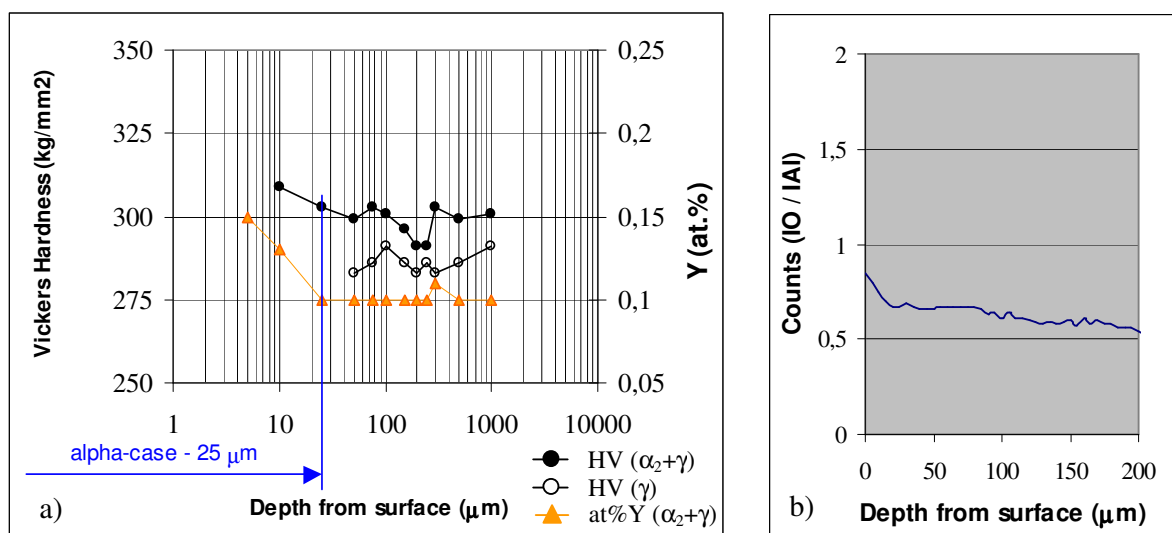 350
325
300
275
250
Vickers Hardness (kg/mm2)
0,25
0,2
0,15
0,1
0,05
Y (at.%)
1
10
100
1000
10000
alpha-case - 25 μm
Depth from surface (μm)
HV (α₂+γ)
HV (γ)
at%Y (α₂+γ)
a)
2
1,5
1
0,5
0
Counts (IO / IAl)
0
50
100
150
200
Depth from surface (μm)
b)